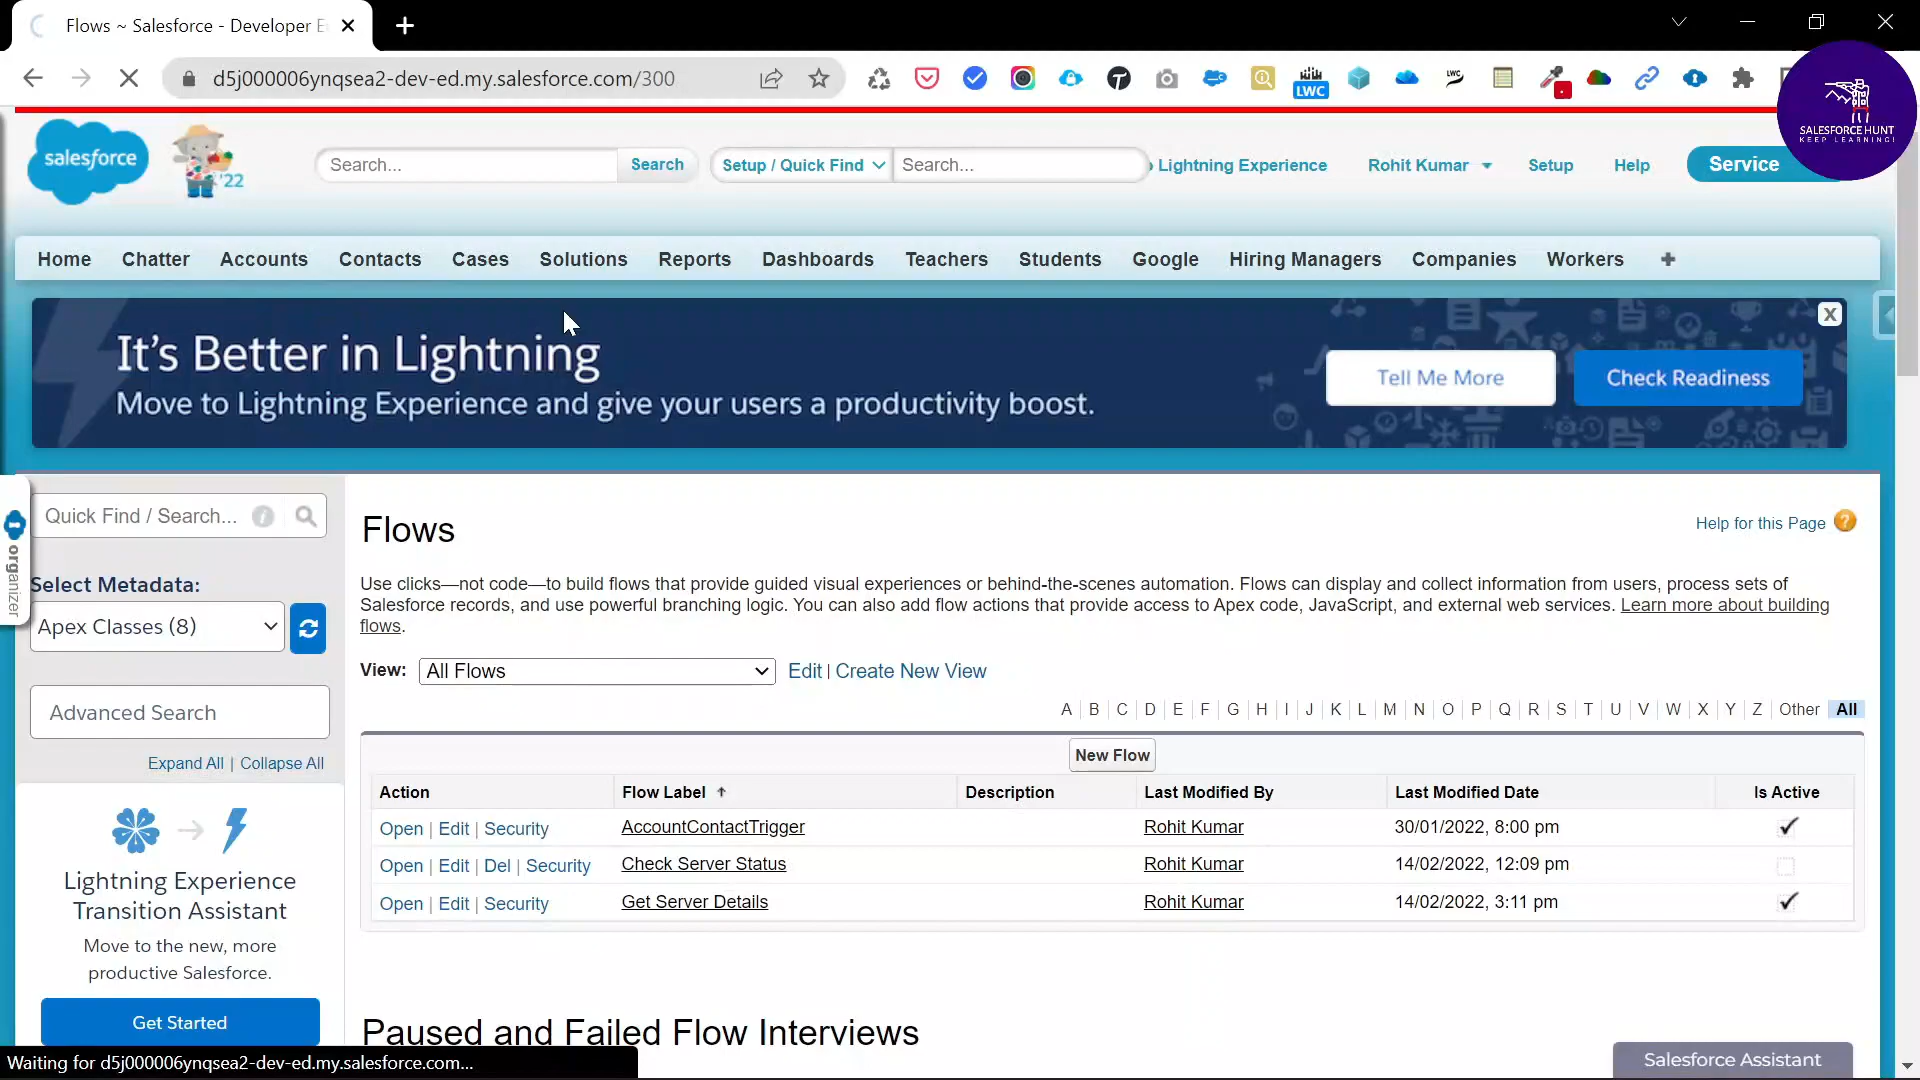 Flows ~ Salesforce - Developer E
d5j000006ynqsea2-dev-ed.my.salesforce.com/300
LWC
LWC
SALESFORCE HUNT
KEEP LEARNING!
salesforce
'22
Search...
Search
Setup / Quick Find
Search...
Lightning Experience
Rohit Kumar
Setup
Help
Service
Home Chatter Accounts Contacts Cases Solutions Reports Dashboards Teachers Students Google Hiring Managers Companies Workers +
It's Better in Lightning
Move to Lightning Experience and give your users a productivity boost.
Tell Me More
Check Readiness
X
organizer
Quick Find / Search...
Select Metadata:
Apex Classes (8)
Advanced Search
Expand All | Collapse All
Lightning Experience
Transition Assistant
Move to the new, more
productive Salesforce.
Get Started
Flows
Help for this Page ?
Use clicks—not code—to build flows that provide guided visual experiences or behind-the-scenes automation. Flows can display and collect information from users, process sets of
Salesforce records, and use powerful branching logic. You can also add flow actions that provide access to Apex code, JavaScript, and external web services. Learn more about building
flows.
View: All Flows Edit | Create New View
A B C D E F G H I J K L M N O P Q R S T U V W X Y Z Other All
New Flow
Action Flow Label Description Last Modified By Last Modified Date Is Active
Open | Edit | Security AccountContactTrigger Rohit Kumar 30/01/2022, 8:00 pm
Open | Edit | Del | Security Check Server Status Rohit Kumar 14/02/2022, 12:09 pm
Open | Edit | Security Get Server Details Rohit Kumar 14/02/2022, 3:11 pm
Paused and Failed Flow Interviews
Waiting for d5j000006ynqsea2-dev-ed.my.salesforce.com...
Salesforce Assistant